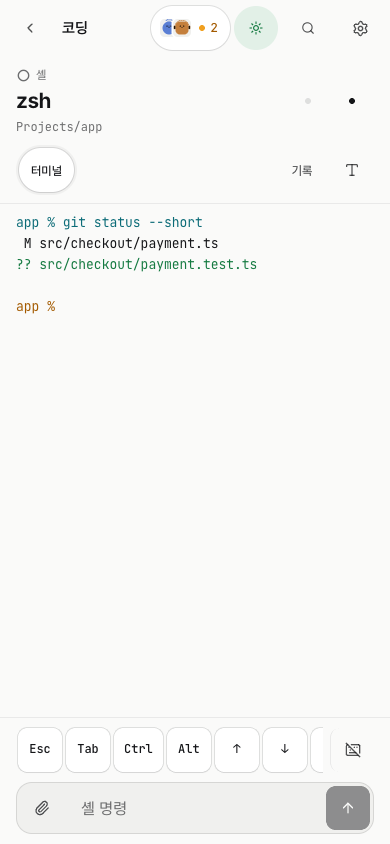 코딩
2
셸
zsh
Projects/app
터미널
기록
app % git status --short
 M src/checkout/payment.ts
?? src/checkout/payment.test.ts
app %
Esc Tab Ctrl Alt ↑ ↓
셸 명령